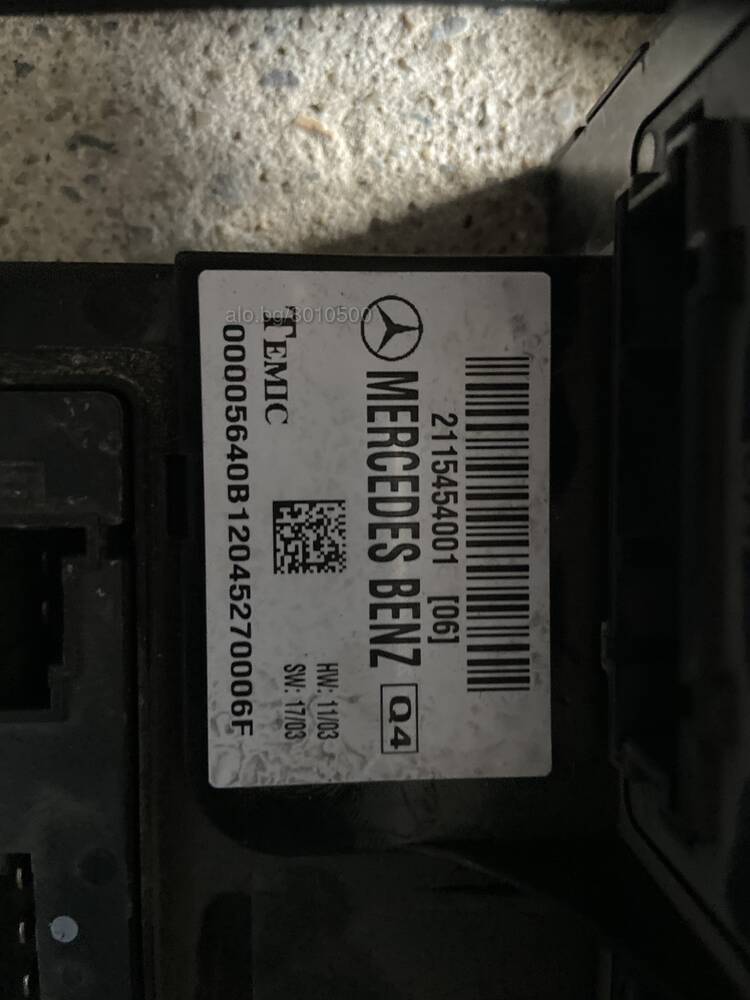 2115454001 [06]
MERCEDES BENZ Q4
HW: 11/03
SW: 17/03
TEMIC
00005640B12045270006F
alo.bg/8010500